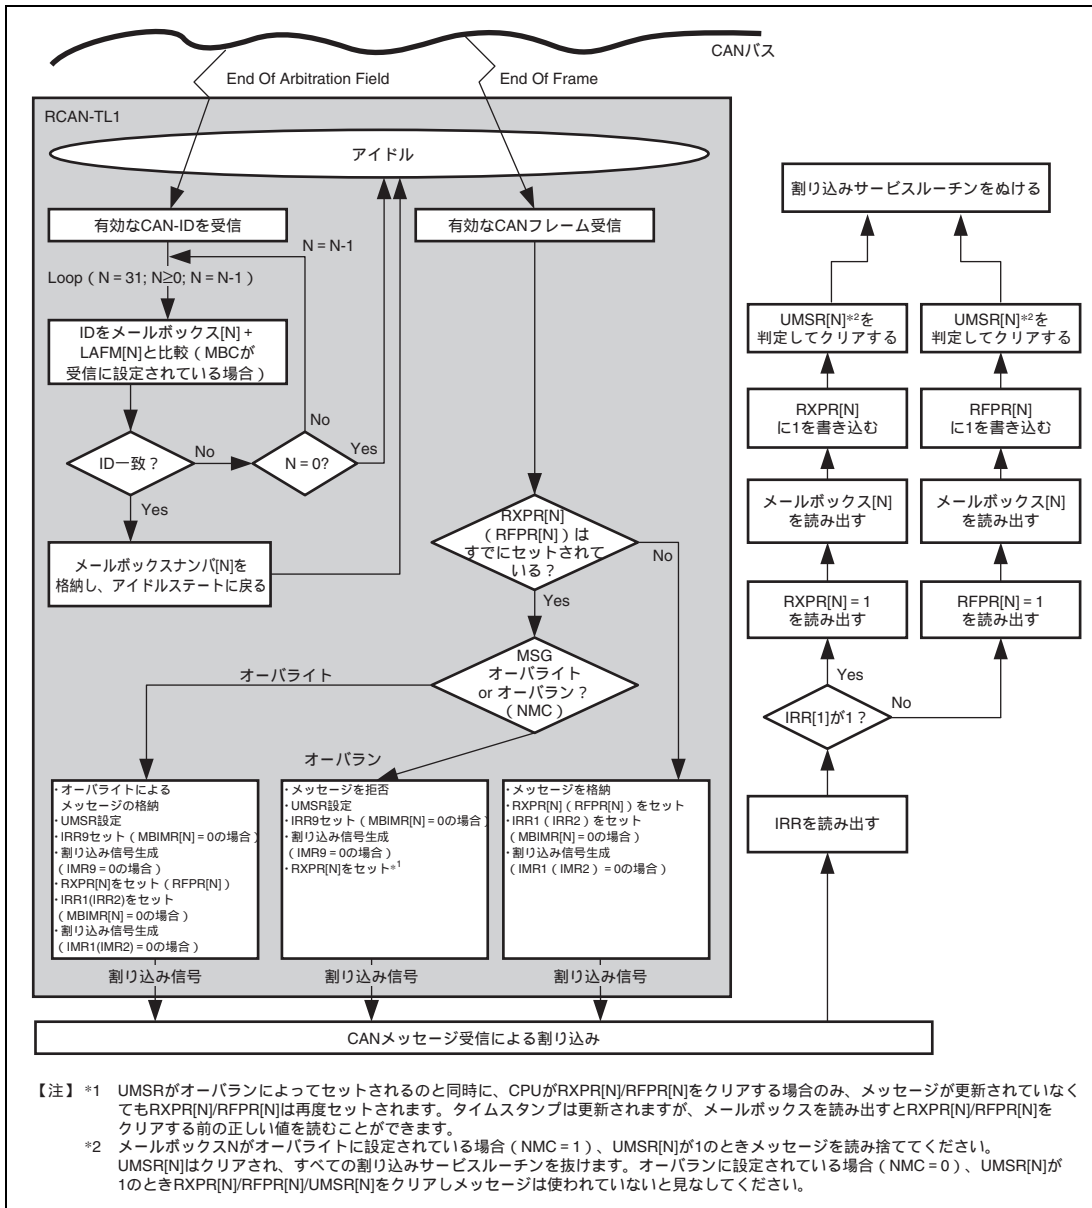 CANバス
End Of Arbitration Field
End Of Frame
RCAN-TL1
アイドル
有効なCAN-IDを受信
N = N-1
Loop（N = 31; N≥0; N = N-1）
IDをメールボックス[N] +
LAFM[N]と比較（MBCが
受信に設定されている場合）
ID一致？
No
Yes
N = 0?
No
Yes
メールボックスナンバ[N]を
格納し、アイドルステートに戻る
有効なCANフレーム受信
RXPR[N]
（RFPR[N]）は
すでにセットされて
いる？
No
Yes
MSG
オーバライト
or オーバラン？
（NMC）
オーバライト
オーバラン
・オーバライトによる
メッセージの格納
・UMSR設定
・IRR9セット（MBIMR[N] = 0の場合）
・割り込み信号生成
（IMR9 = 0の場合）
・RXPR[N]をセット（RFPR[N]）
・IRR1(IRR2)をセット
（MBIMR[N] = 0の場合）
・割り込み信号生成
（IMR1(IMR2) = 0の場合）
・メッセージを拒否
・UMSR設定
・IRR9セット（MBIMR[N] = 0の場合）
・割り込み信号生成
（IMR9 = 0の場合）
・RXPR[N]をセット*1
・メッセージを格納
・RXPR[N]（RFPR[N]）をセット
・IRR1（IRR2）をセット
（MBIMR[N] = 0の場合）
・割り込み信号生成
（IMR1（IMR2）= 0の場合）
割り込み信号
割り込み信号
割り込み信号
CANメッセージ受信による割り込み
割り込みサービスルーチンをぬける
UMSR[N]*2を
判定してクリアする
UMSR[N]*2を
判定してクリアする
RXPR[N]
に1を書き込む
RFPR[N]
に1を書き込む
メールボックス[N]
を読み出す
メールボックス[N]
を読み出す
RXPR[N] = 1
を読み出す
RFPR[N] = 1
を読み出す
Yes
No
IRR[1]が1？
IRRを読み出す
【注】 *1 UMSRがオーバランによってセットされるのと同時に、CPUがRXPR[N]/RFPR[N]をクリアする場合のみ、メッセージが更新されていなく
てもRXPR[N]/RFPR[N]は再度セットされます。タイムスタンプは更新されますが、メールボックスを読み出すとRXPR[N]/RFPR[N]を
クリアする前の正しい値を読むことができます。
*2 メールボックスNがオーバライトに設定されている場合（NMC = 1）、UMSR[N]が1のときメッセージを読み捨ててください。
UMSR[N]はクリアされ、すべての割り込みサービスルーチンを抜けます。オーバランに設定されている場合（NMC = 0）、UMSR[N]が
1のときRXPR[N]/RFPR[N]/UMSR[N]をクリアしメッセージは使われていないと見なしてください。